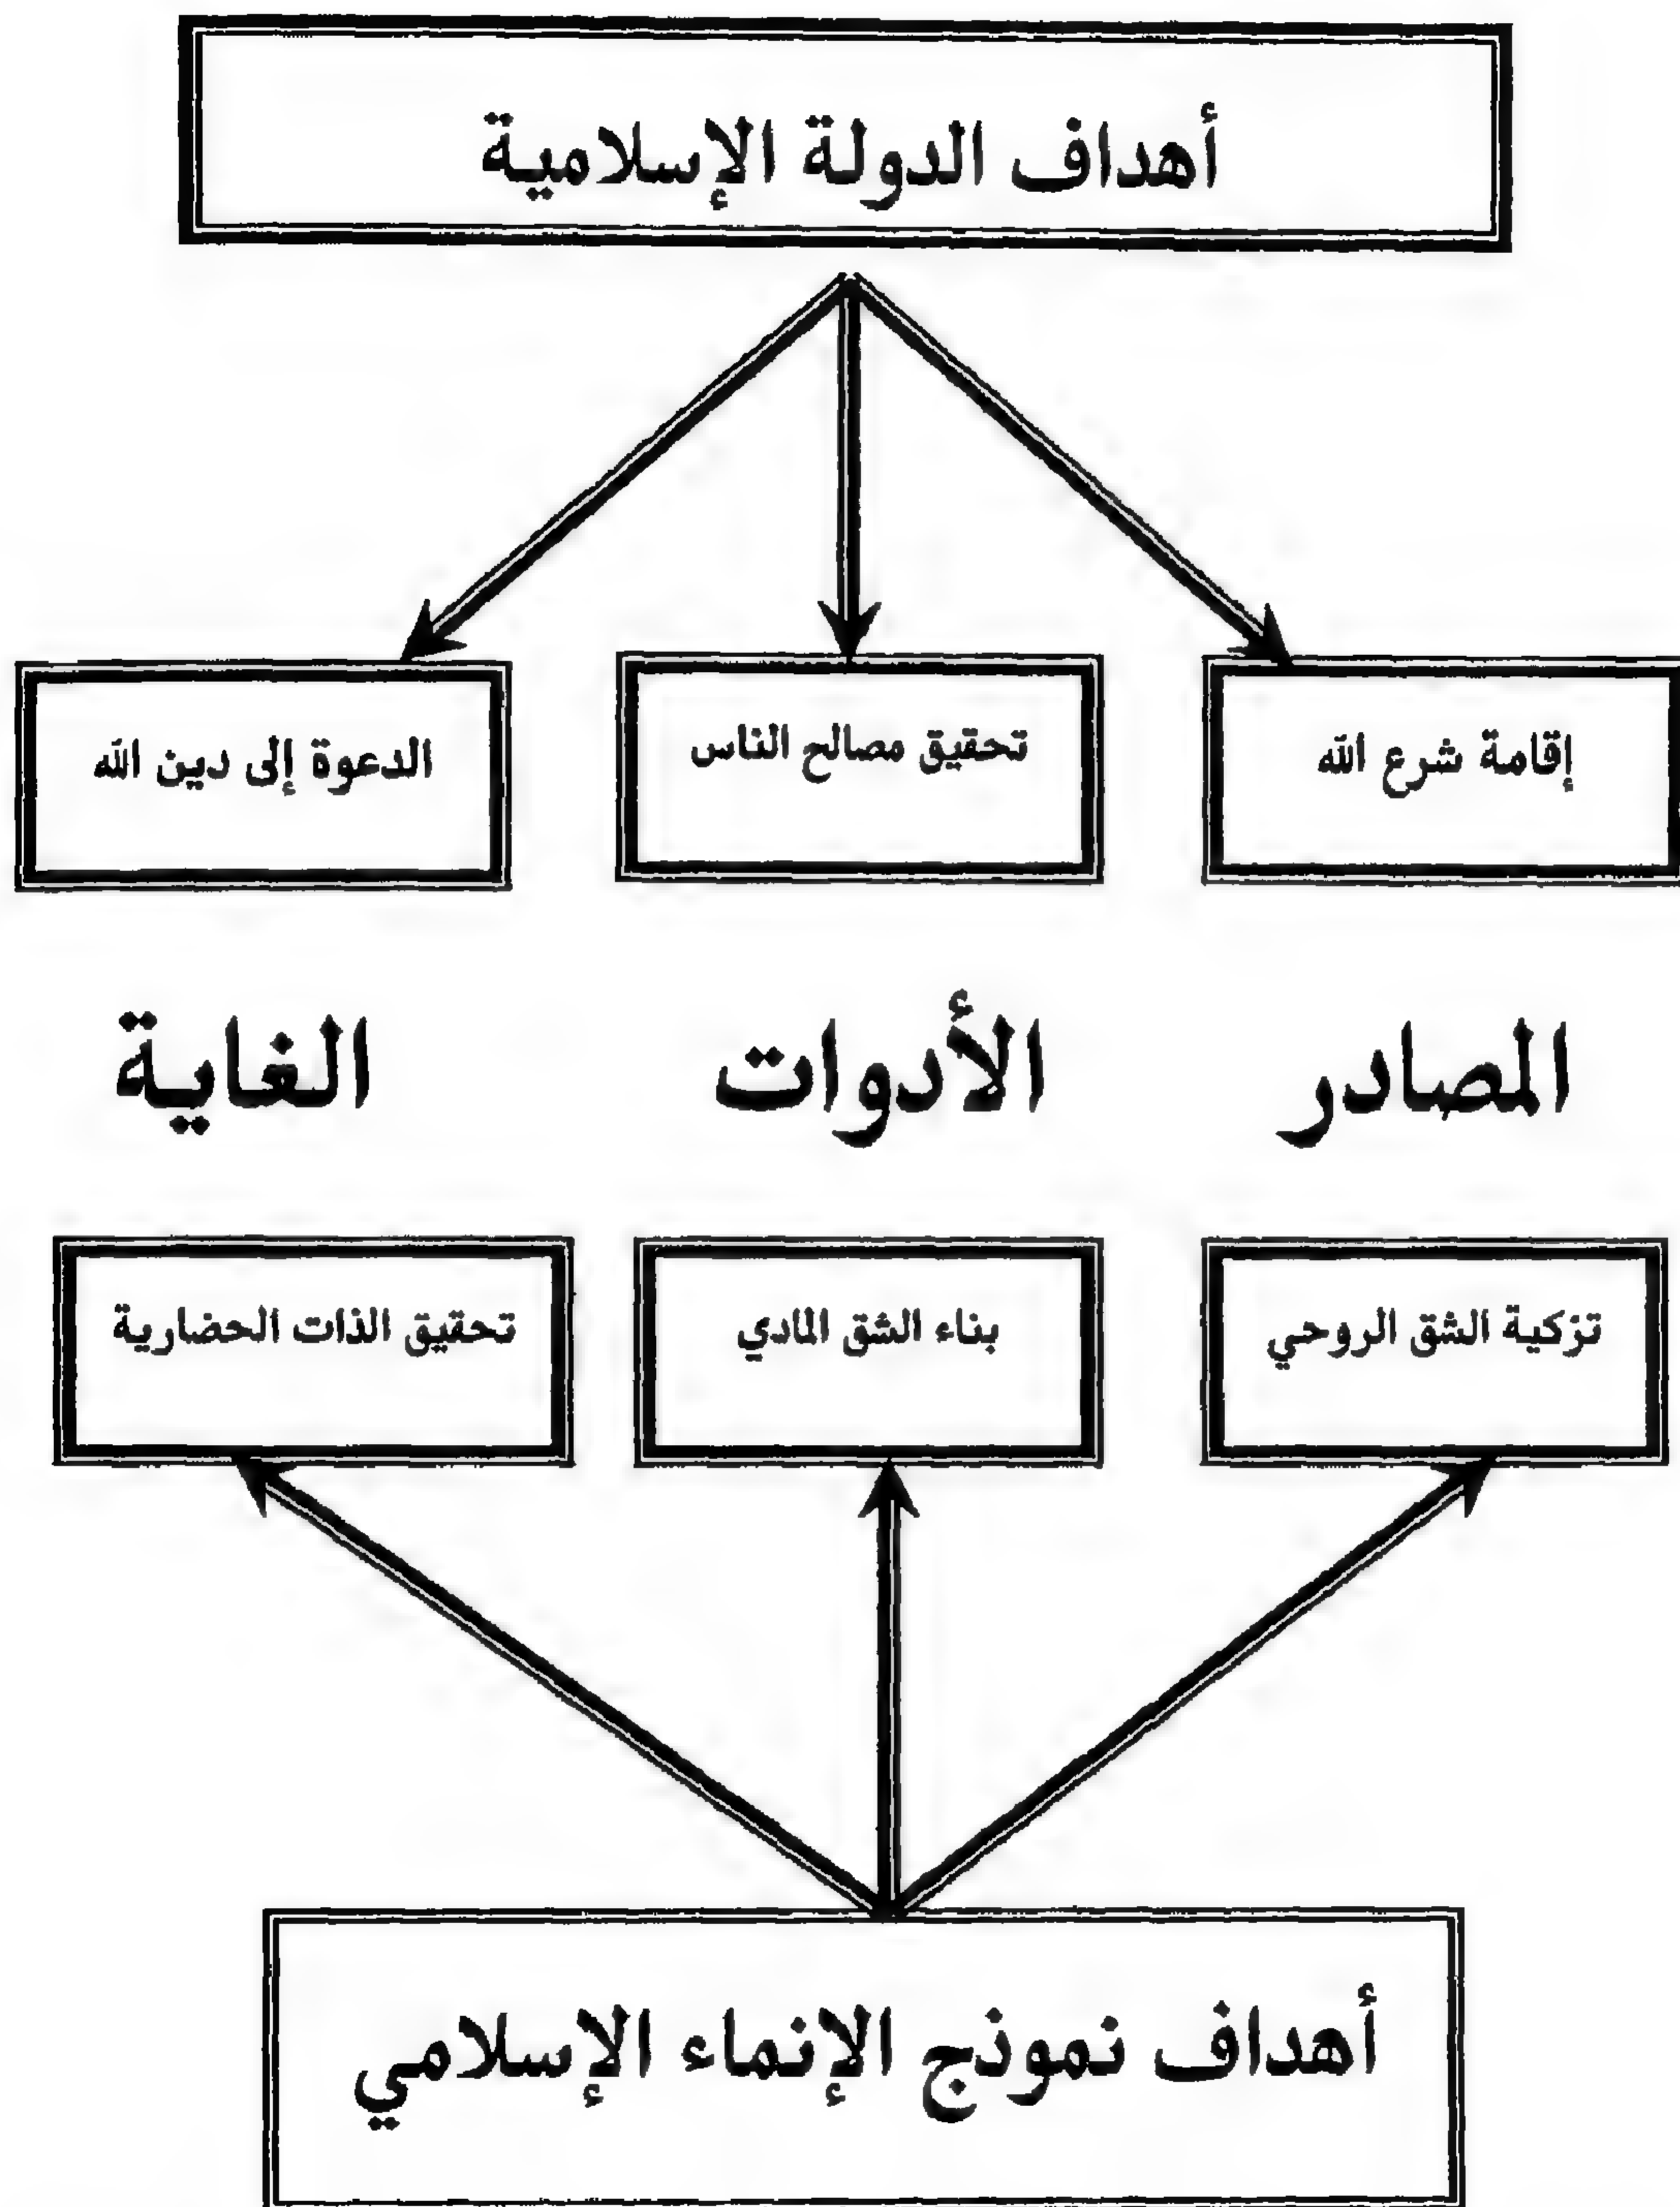 أهداف الدولة الإسلامية
إقامة شرع الله
تحقيق مصالح الناس
الدعوة إلى دين الله
المصادر
الأدوات
الغاية
تزكية الشق الروحي
بناء الشق المادي
تحقيق الذات الحضارية
أهداف نموذج الإنماء الإسلامي